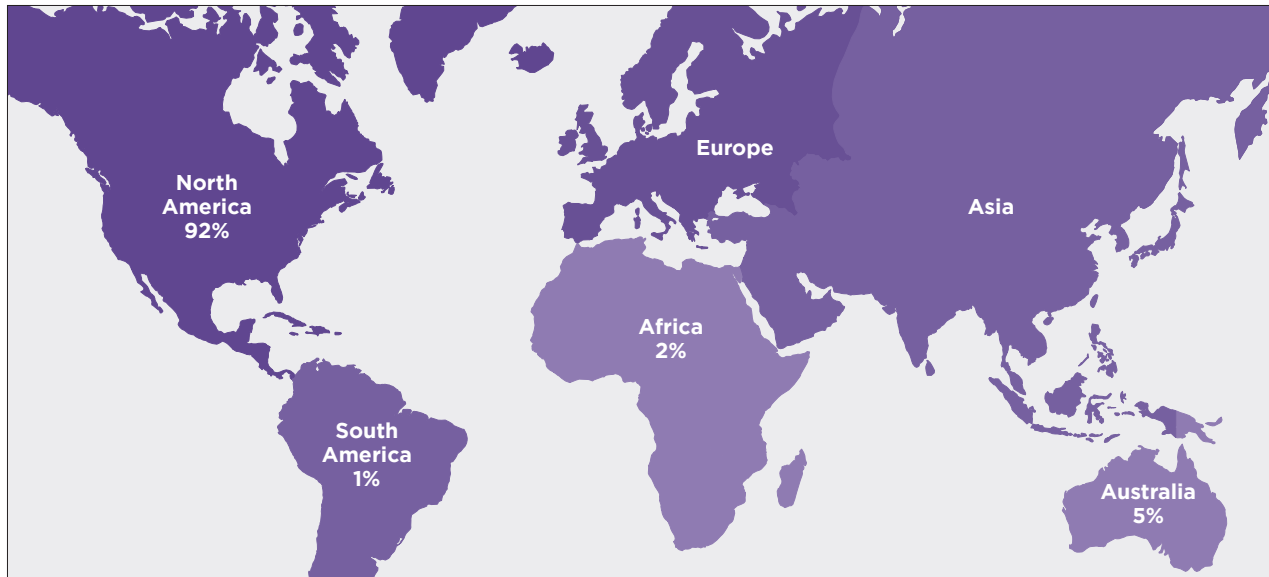 North
America
92%
Europe
Asia
Africa
2%
South
America
1%
Australia
5%